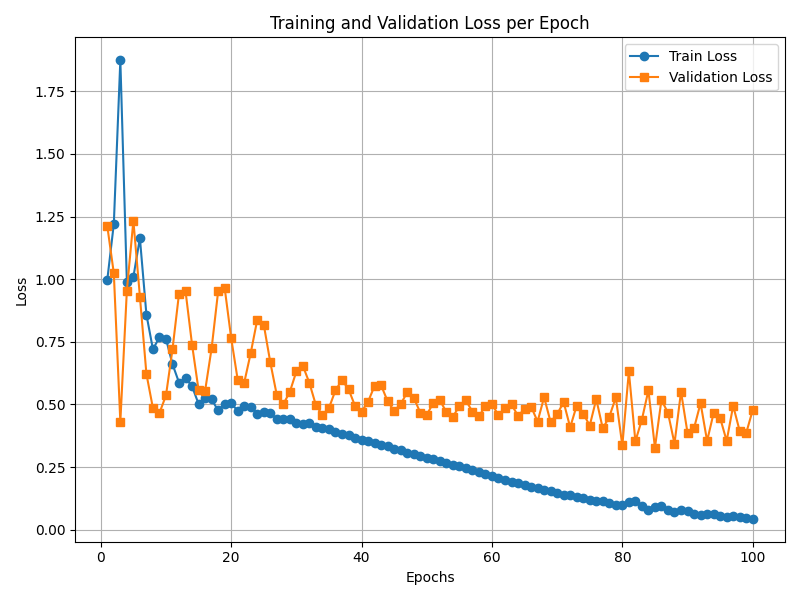 Training and Validation Loss per Epoch
Train Loss
Validation Loss
Loss
1.75
1.50
1.25
1.00
0.75
0.50
0.25
0.00
0 20 40 60 80 100
Epochs